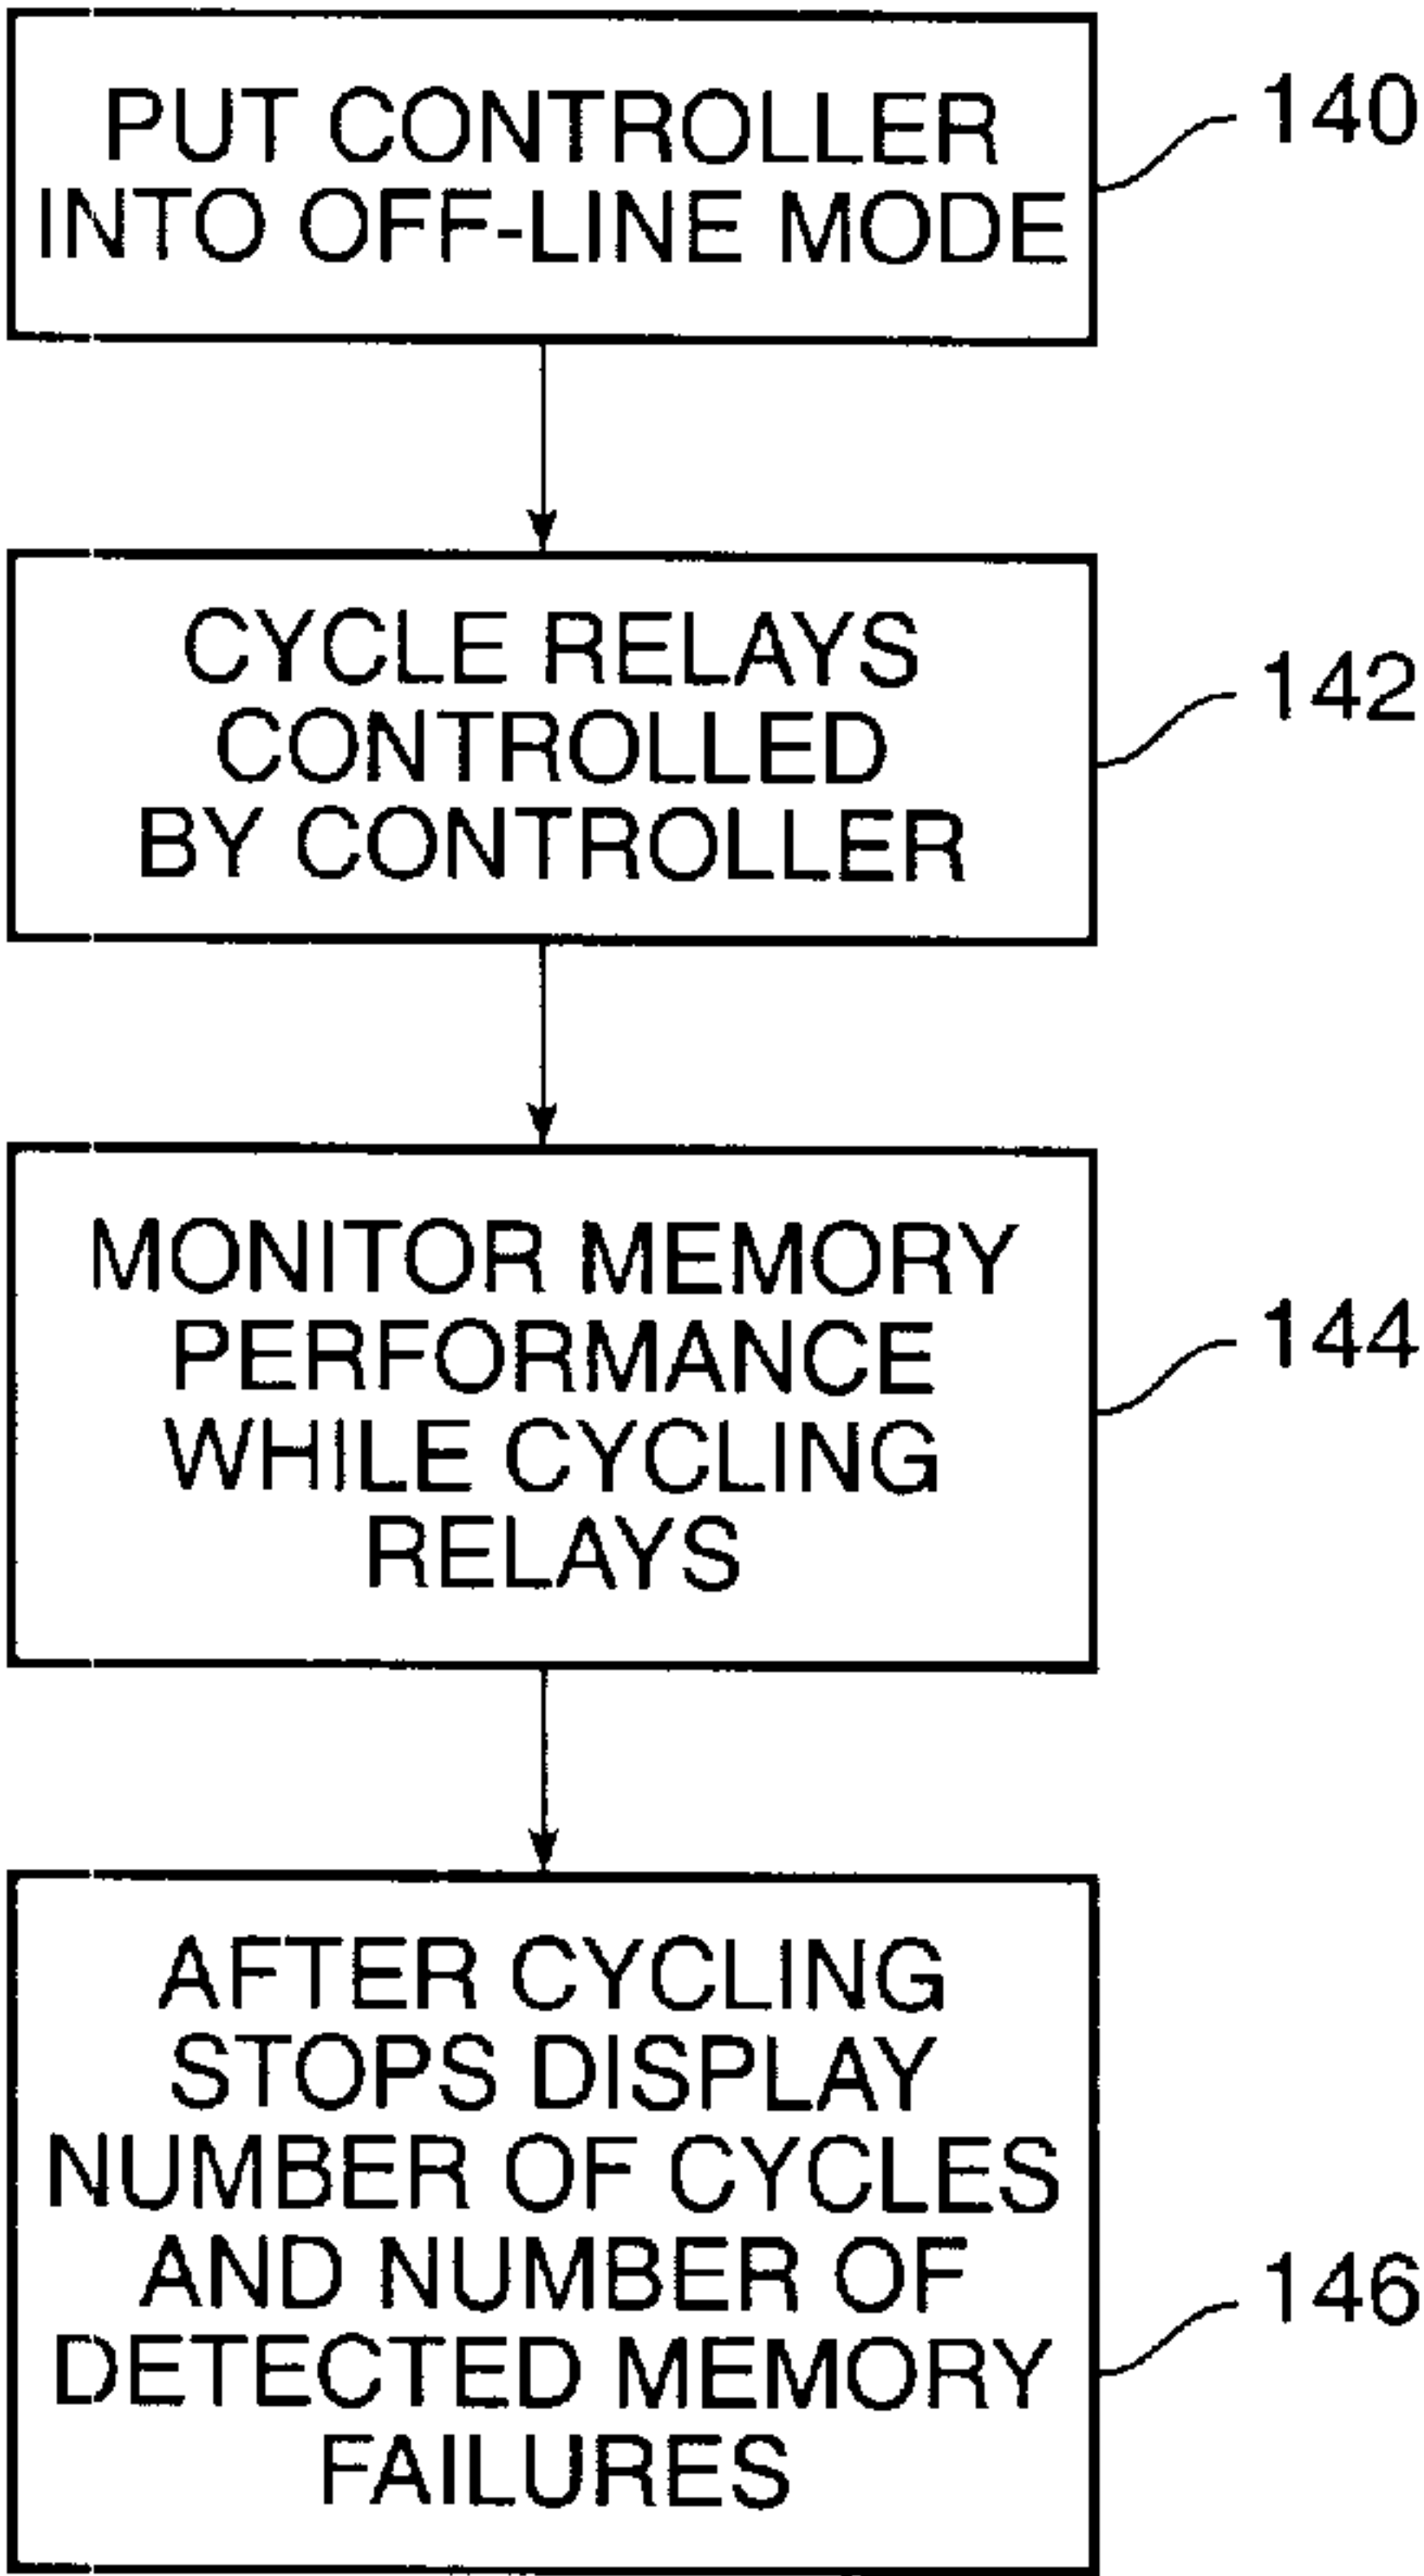 PUT CONTROLLER
INTO OFF-LINE MODE
140
CYCLE RELAYS
CONTROLLED
BY CONTROLLER
142
MONITOR MEMORY
PERFORMANCE
WHILE CYCLING
RELAYS
144
AFTER CYCLING
STOPS DISPLAY
NUMBER OF CYCLES
AND NUMBER OF
DETECTED MEMORY
FAILURES
146